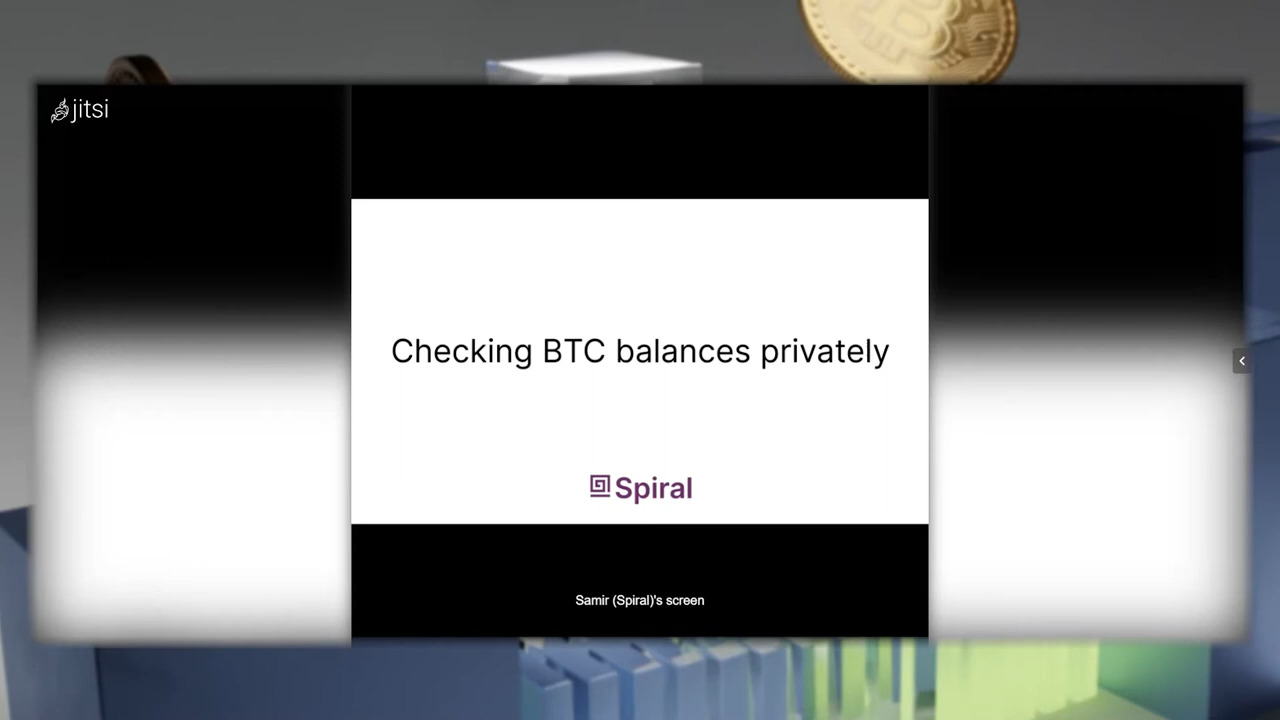 jitsi
Checking BTC balances privately
Spiral
Samir (Spiral)'s screen